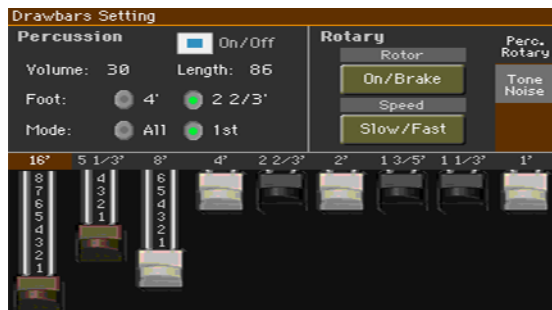 Drawbars Setting
Percussion
On/Off
Volume: 30 Length: 86
Foot: 4' 2 2/3'
Mode: All 1st
Rotary
Rotor
On/Brake
Speed
Slow/Fast
Perc.
Rotary
Tone
Noise
16' 5 1/3' 8' 4' 2 2/3' 2' 1 3/5' 1 1/3' 1'
8 4 6
7 3 5
6 2 4
5 1 3
4 2
3 1
2
1